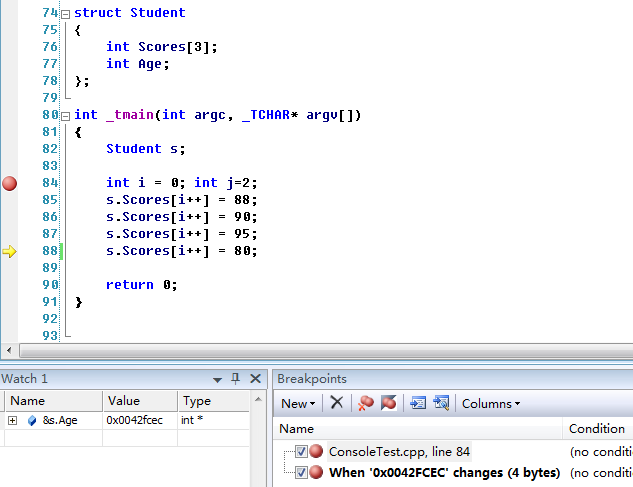 74 struct Student
75 {
76 int Scores[3];
77 int Age;
78 };
79
80 int _tmain(int argc, _TCHAR* argv[])
81 {
82 Student s;
83
84 int i = 0; int j=2;
85 s.Scores[i++] = 88;
86 s.Scores[i++] = 90;
87 s.Scores[i++] = 95;
88 s.Scores[i++] = 80;
89
90 return 0;
91 }
92
93
Watch 1
Name Value Type
&s.Age 0x0042fcec int *
Breakpoints
New Columns
Name Condition
ConsoleTest.cpp, line 84 (no conditi
When '0x0042FCEC' changes (4 bytes) (no conditi